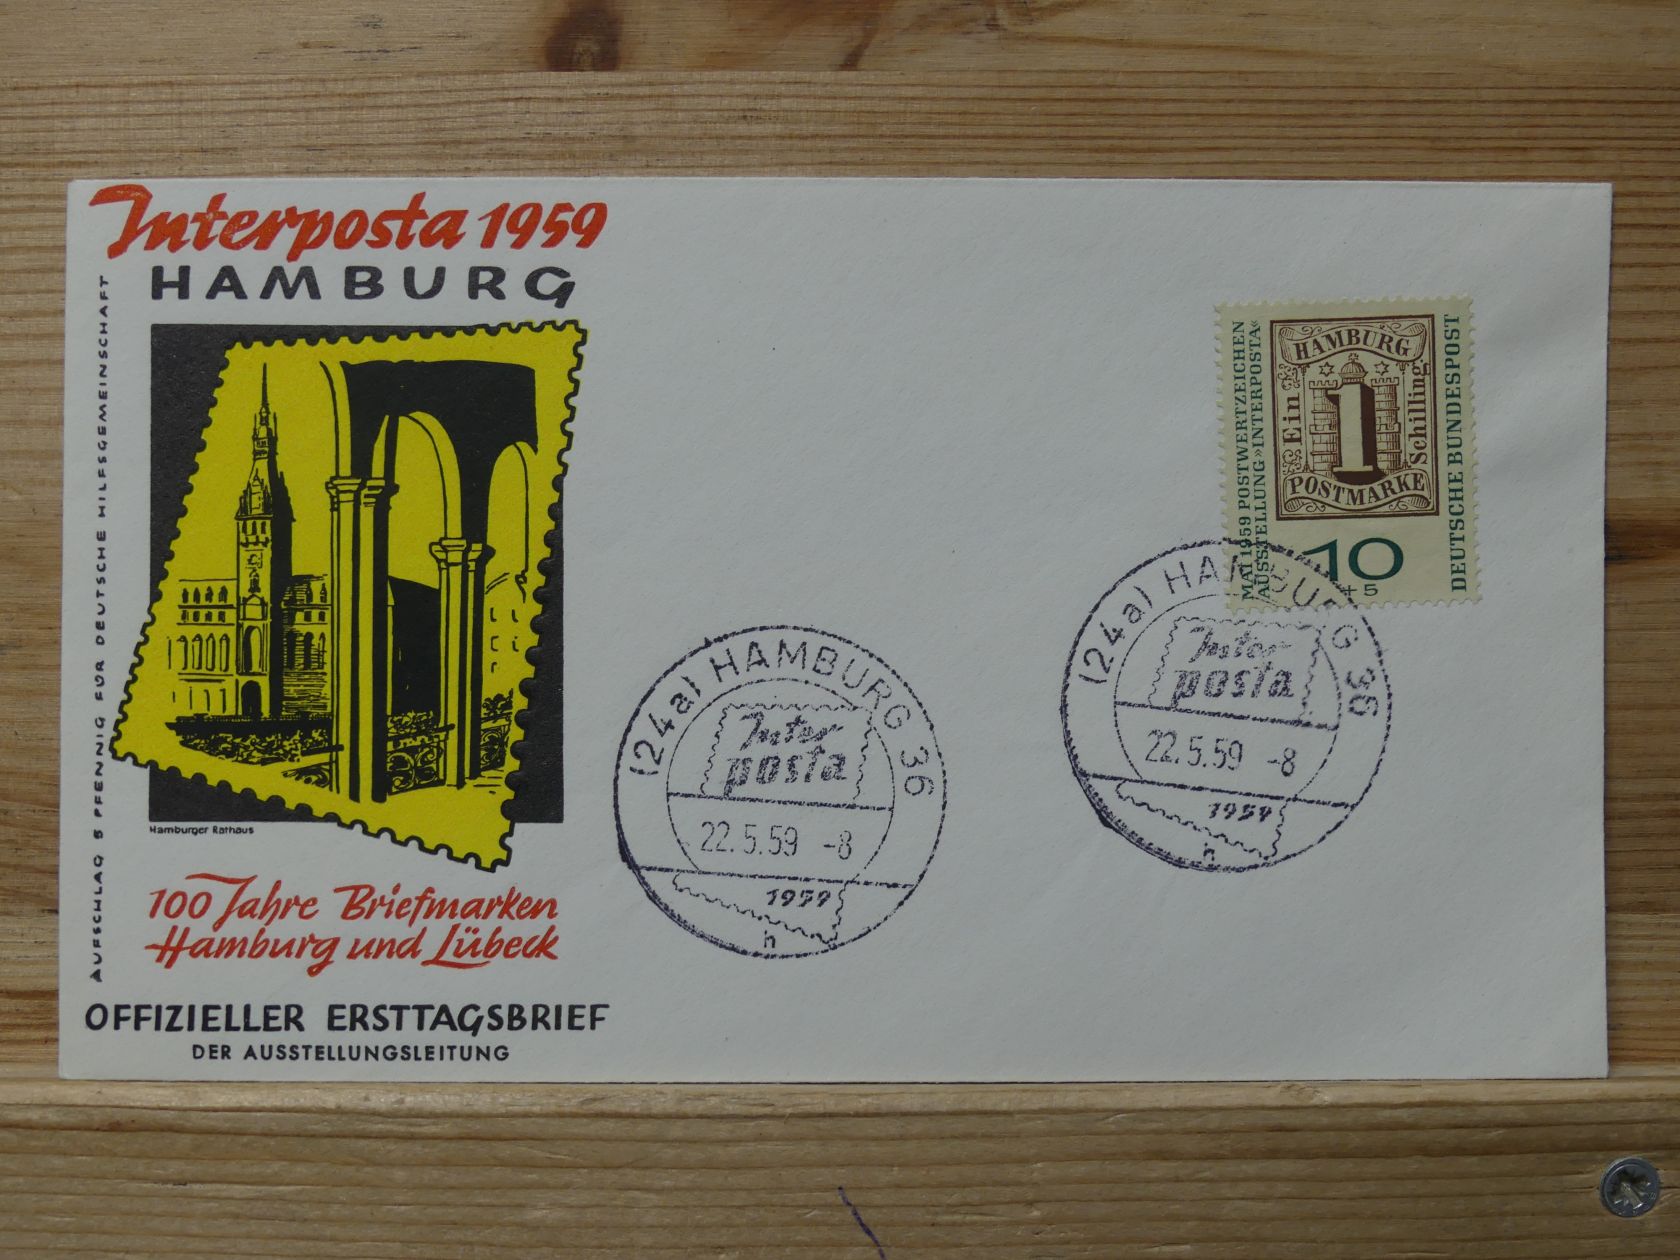 Interposta 1959
HAMBURG
AUFSCHLAG 5 PFENNIG FÜR DEUTSCHE HILFSGEMEINSCHAFT
Hamburger Rathaus
100 Jahre Briefmarken
Hamburg und Lübeck
OFFIZIELLER ERSTTAGSBRIEF
DER AUSSTELLUNGSLEITUNG
(24a) HAMBURG 36
Inter
posta
22.5.59 -8
1959
h
MAI 1959 POSTWERTZEICHEN
AUSSTELLUNG »INTERPOSTA«
HAMBURG
Ein
1
Schilling.
POSTMARKE
10
+5
DEUTSCHE BUNDESPOST
(24a) HAMBURG 36
Inter
posta
22.5.59 -8
1959
h